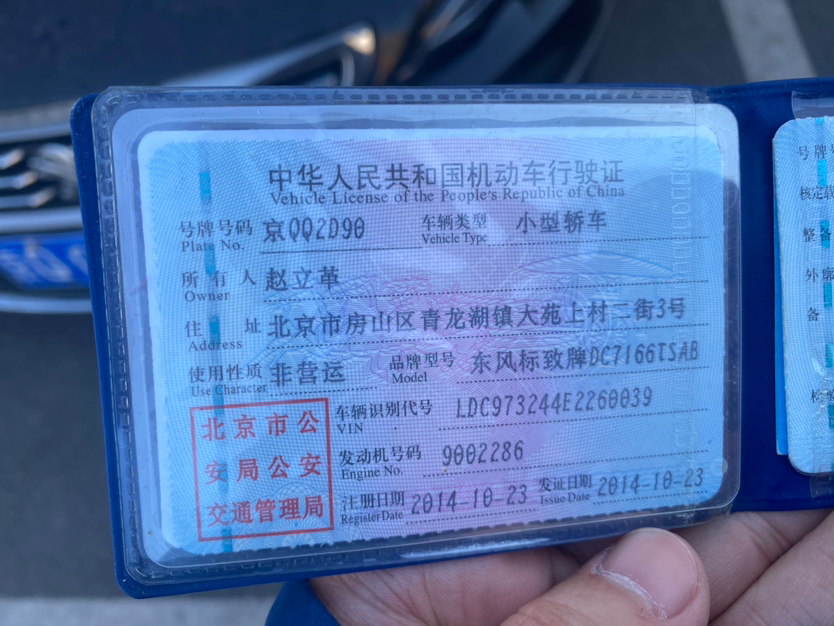 中华人民共和国机动车行驶证
Vehicle License of the People's Republic of China
号牌号码 京QQ2D90 车辆类型 小型轿车
Plate No. Vehicle Type
所有人 赵立革
Owner
住址 北京市房山区青龙湖镇大苑上村二街3号
Address
使用性质 非营运 品牌型号 东风标致牌DC7166TSAB
Use Character Model
车辆识别代号 LDC973244E2260039
VIN
发动机号码 9002286
Engine No.
注册日期 2014-10-23 发证日期 2014-10-23
Register Date Issue Date
北京市公
安局公安
交通管理局
号牌
核定载
整备
外廓
备
检验